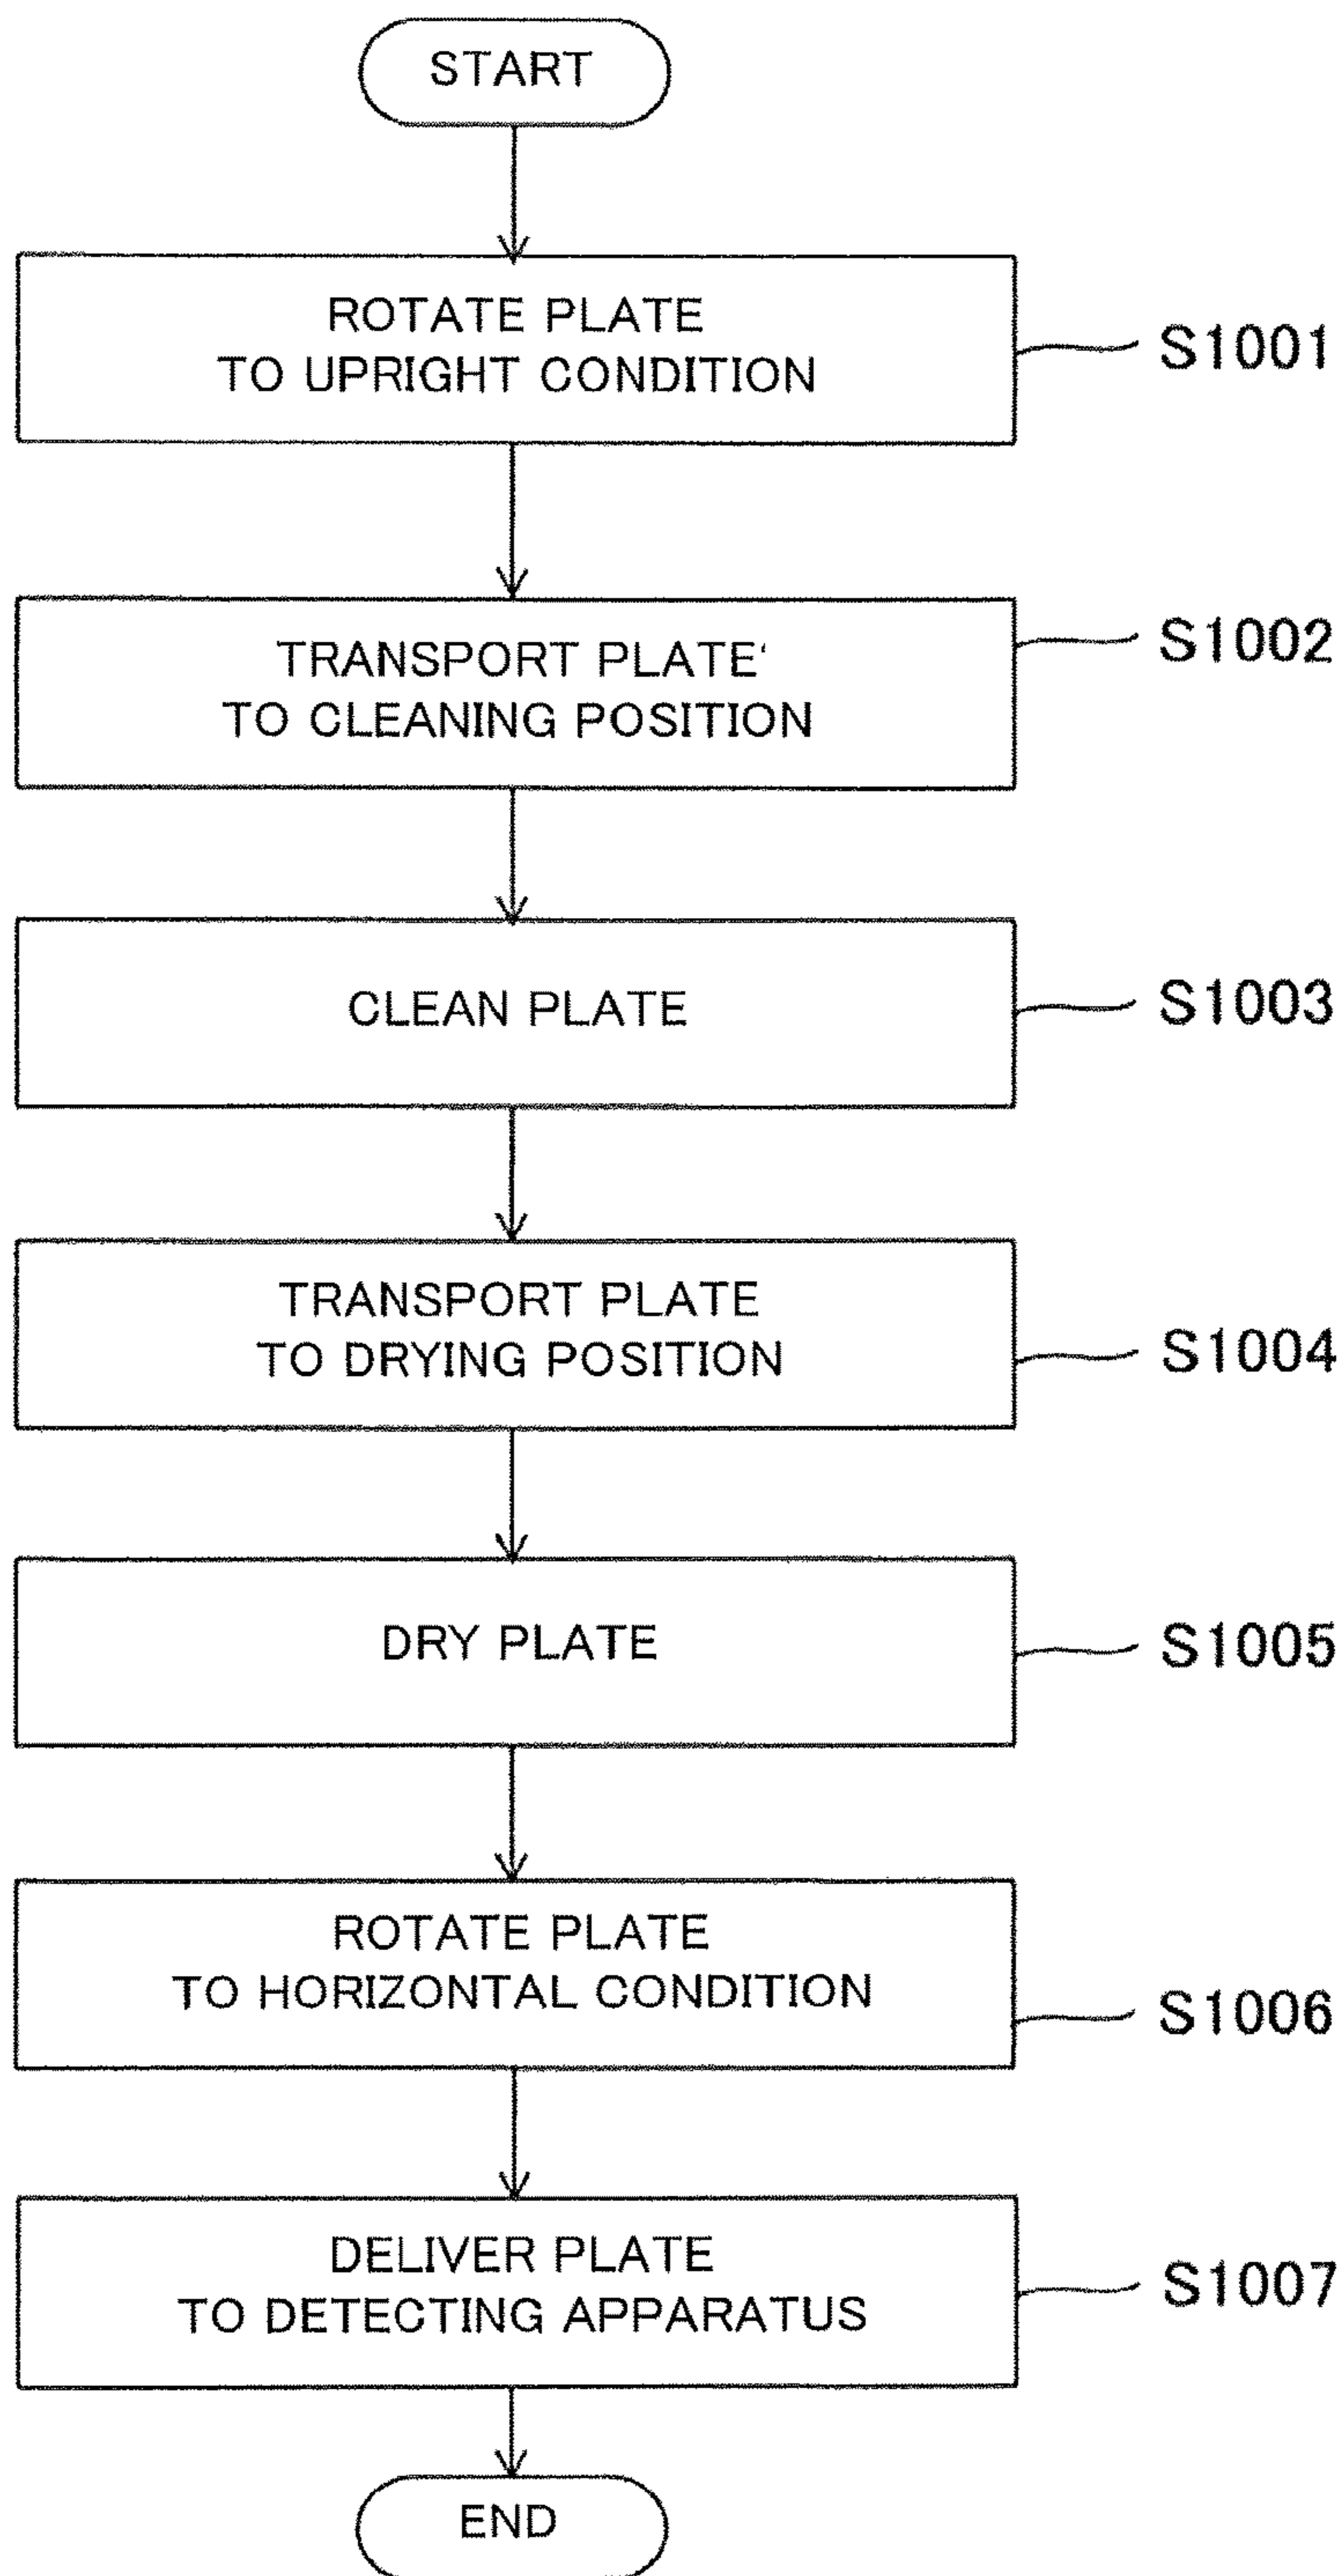 START
ROTATE PLATE
TO UPRIGHT CONDITION
S1001
TRANSPORT PLATE'
TO CLEANING POSITION
S1002
CLEAN PLATE
S1003
TRANSPORT PLATE
TO DRYING POSITION
S1004
DRY PLATE
S1005
ROTATE PLATE
TO HORIZONTAL CONDITION
S1006
DELIVER PLATE
TO DETECTING APPARATUS
S1007
END